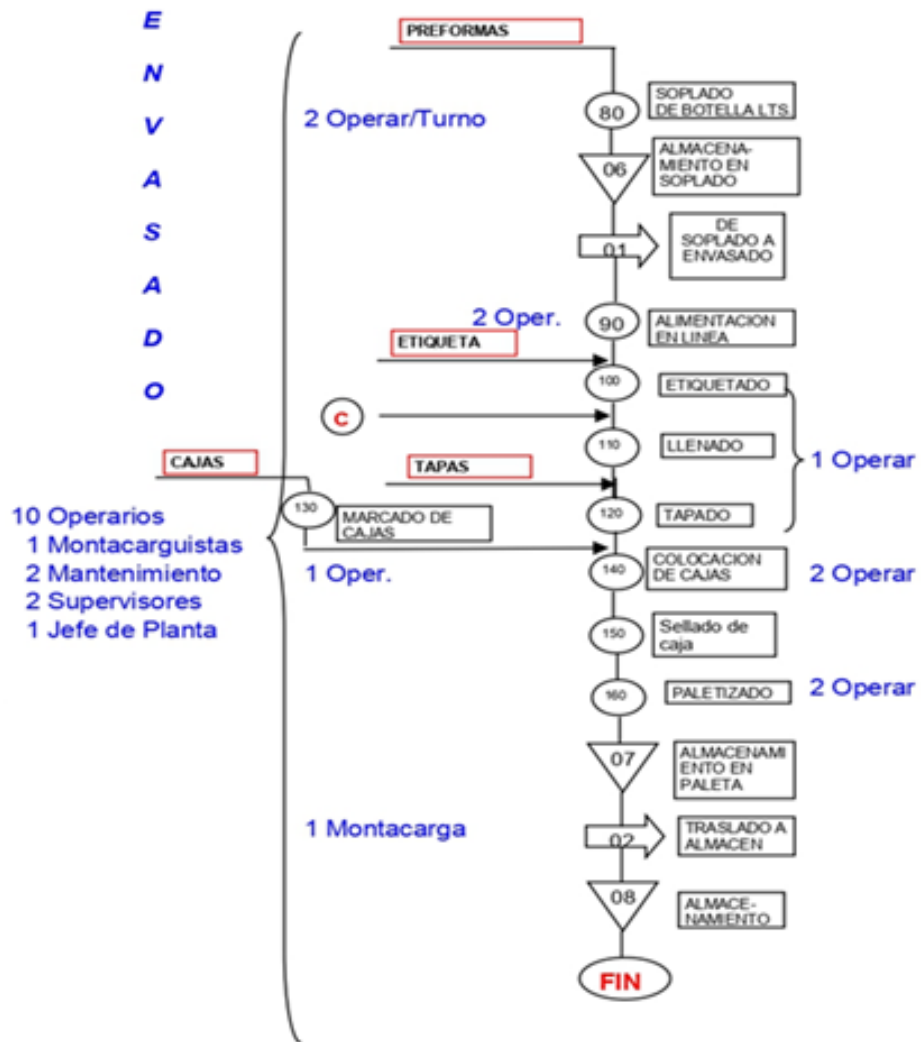 E
N
V
A
S
A
D
O
PREFORMAS
2 Operar/Turno
80
SOPLADO
DE BOTELLA LTS.
06
ALMACENA-
MIENTO EN
SOPLADO
01
DE
SOPLADO A
ENVASADO
2 Oper.
90
ALIMENTACION
EN LINEA
ETIQUETA
100
ETIQUETADO
C
110
LLENADO
1 Operar
CAJAS
TAPAS
130
MARCADO DE
CAJAS
120
TAPADO
10 Operarios
1 Montacarguistas
2 Mantenimiento
2 Supervisores
1 Jefe de Planta
1 Oper.
140
COLOCACION
DE CAJAS
2 Operar
150
Sellado de
caja
160
PALETIZADO
2 Operar
07
ALMACENAMI
ENTO EN
PALETA
1 Montacarga
02
TRASLADO A
ALMACEN
08
ALMACE-
NAMIENTO
FIN